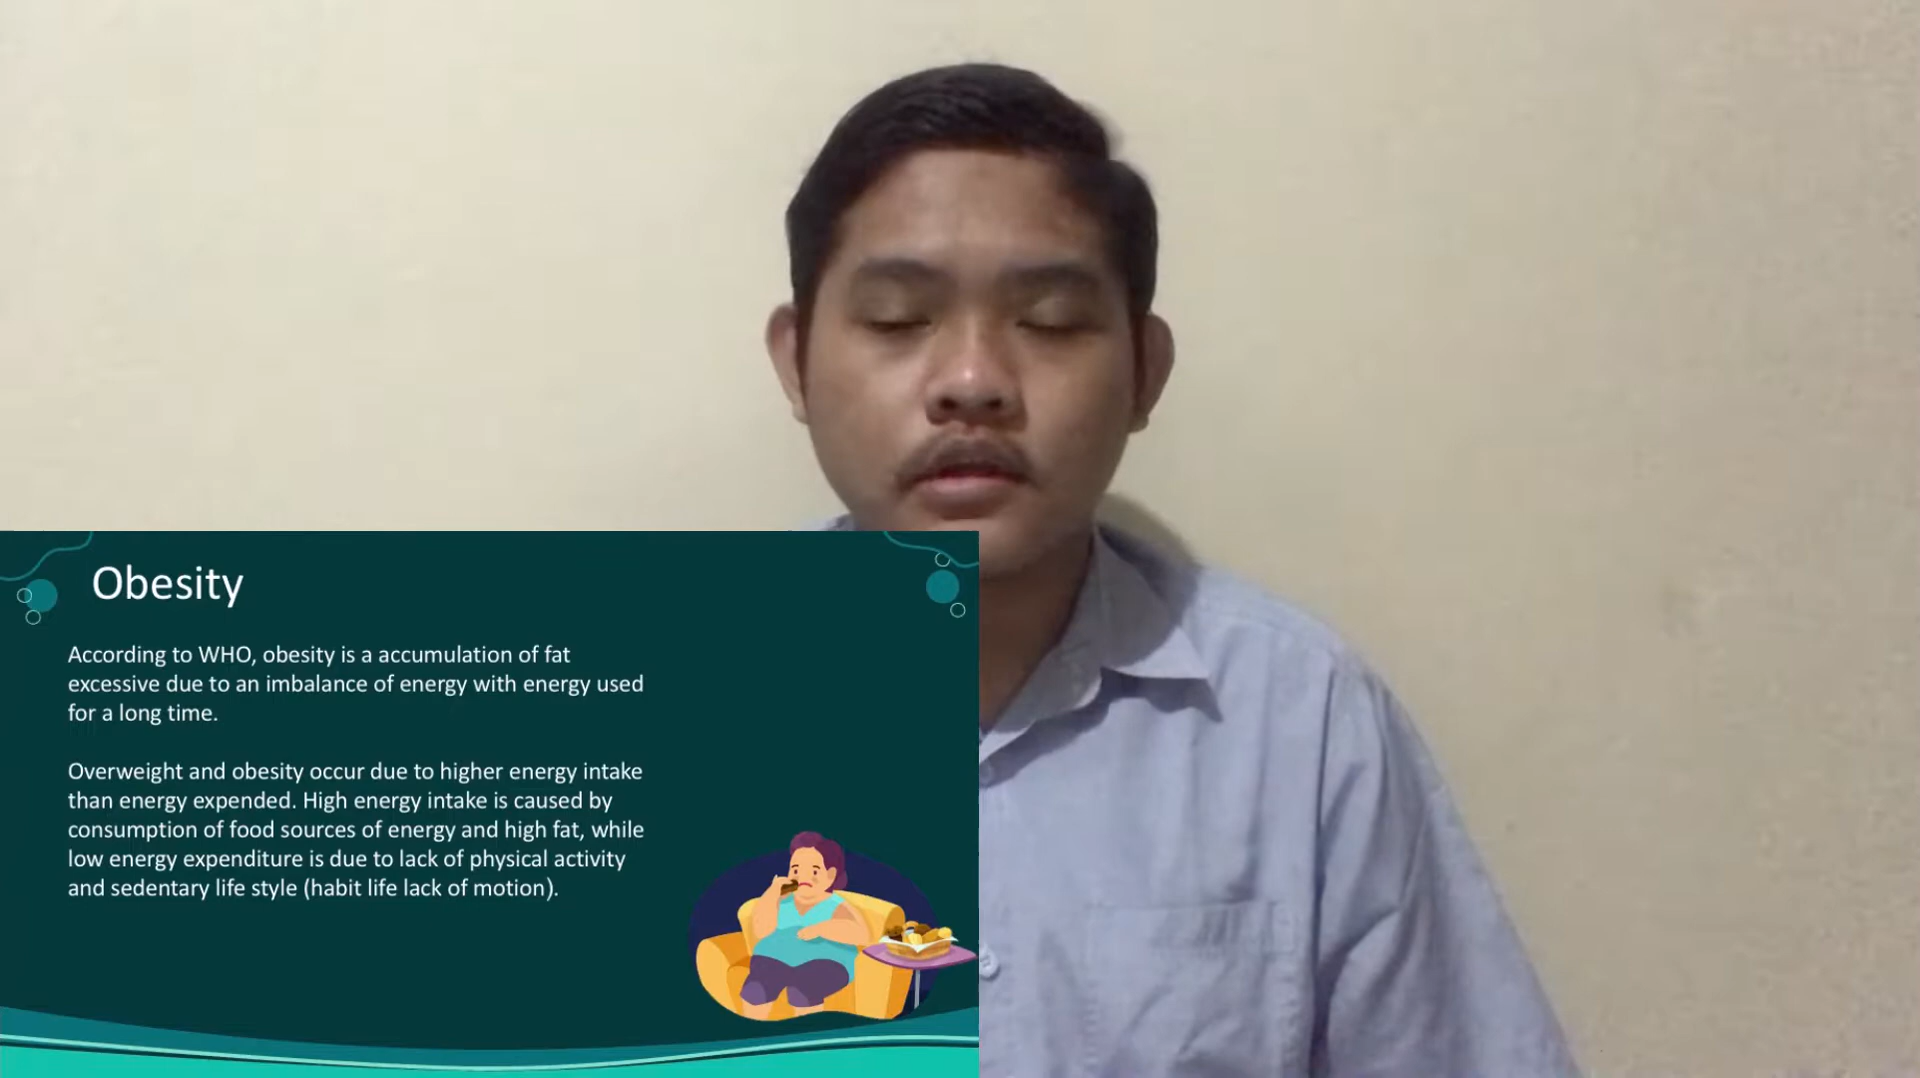 Obesity
According to WHO, obesity is a accumulation of fat
excessive due to an imbalance of energy with energy used
for a long time.
Overweight and obesity occur due to higher energy intake
than energy expended. High energy intake is caused by
consumption of food sources of energy and high fat, while
low energy expenditure is due to lack of physical activity
and sedentary life style (habit life lack of motion).